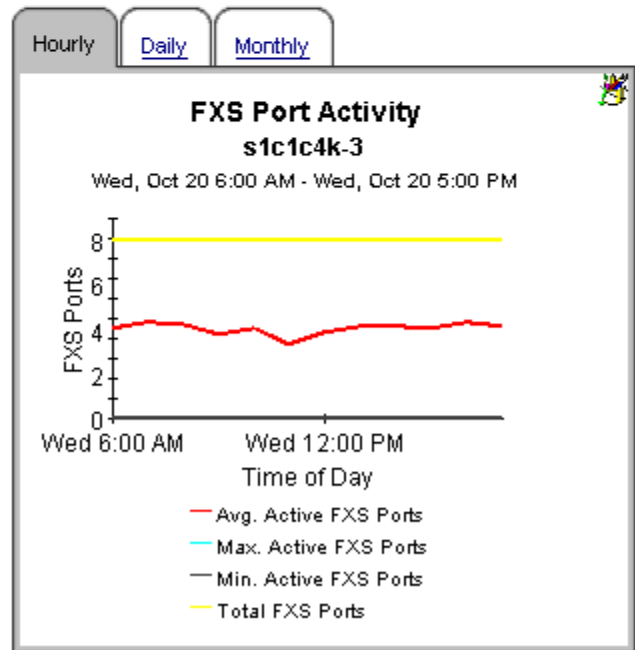 Hourly Daily Monthly
FXS Port Activity
s1c1c4k-3
Wed, Oct 20 6:00 AM - Wed, Oct 20 5:00 PM
FXS Ports
8
6
4
2
0
Wed 6:00 AM Wed 12:00 PM
Time of Day
Avg. Active FXS Ports
Max. Active FXS Ports
Min. Active FXS Ports
Total FXS Ports